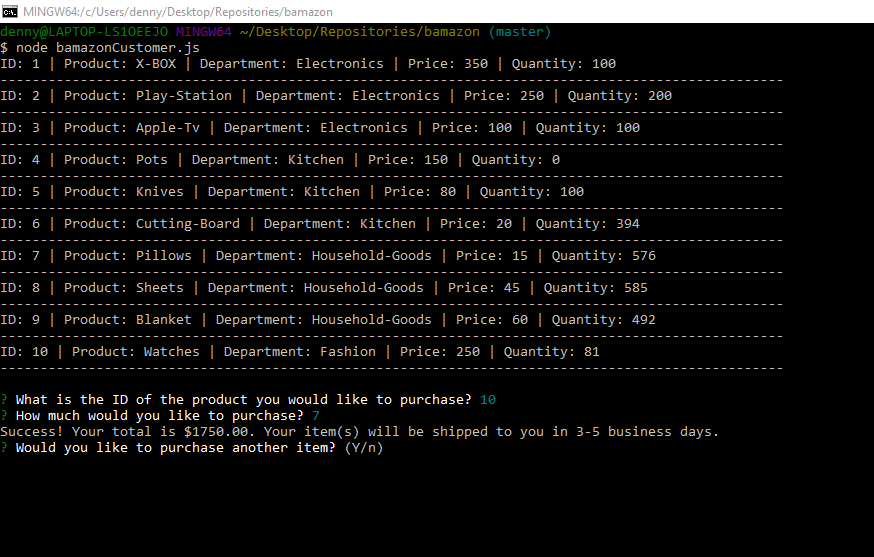 MINGW64:/c/Users/denny/Desktop/Repositories/bamazon
denny@LAPTOP-LS1OEEJO MINGW64 ~/Desktop/Repositories/bamazon (master)
$ node bamazonCustomer.js
ID: 1 | Product: X-BOX | Department: Electronics | Price: 350 | Quantity: 100
--------------------------------------------------------------------------------------------------
ID: 2 | Product: Play-Station | Department: Electronics | Price: 250 | Quantity: 200
--------------------------------------------------------------------------------------------------
ID: 3 | Product: Apple-Tv | Department: Electronics | Price: 100 | Quantity: 100
--------------------------------------------------------------------------------------------------
ID: 4 | Product: Pots | Department: Kitchen | Price: 150 | Quantity: 0
--------------------------------------------------------------------------------------------------
ID: 5 | Product: Knives | Department: Kitchen | Price: 80 | Quantity: 100
--------------------------------------------------------------------------------------------------
ID: 6 | Product: Cutting-Board | Department: Kitchen | Price: 20 | Quantity: 394
--------------------------------------------------------------------------------------------------
ID: 7 | Product: Pillows | Department: Household-Goods | Price: 15 | Quantity: 576
--------------------------------------------------------------------------------------------------
ID: 8 | Product: Sheets | Department: Household-Goods | Price: 45 | Quantity: 585
--------------------------------------------------------------------------------------------------
ID: 9 | Product: Blanket | Department: Household-Goods | Price: 60 | Quantity: 492
--------------------------------------------------------------------------------------------------
ID: 10 | Product: Watches | Department: Fashion | Price: 250 | Quantity: 81
--------------------------------------------------------------------------------------------------
? What is the ID of the product you would like to purchase? 10
? How much would you like to purchase? 7
Success! Your total is $1750.00. Your item(s) will be shipped to you in 3-5 business days.
? Would you like to purchase another item? (Y/n)